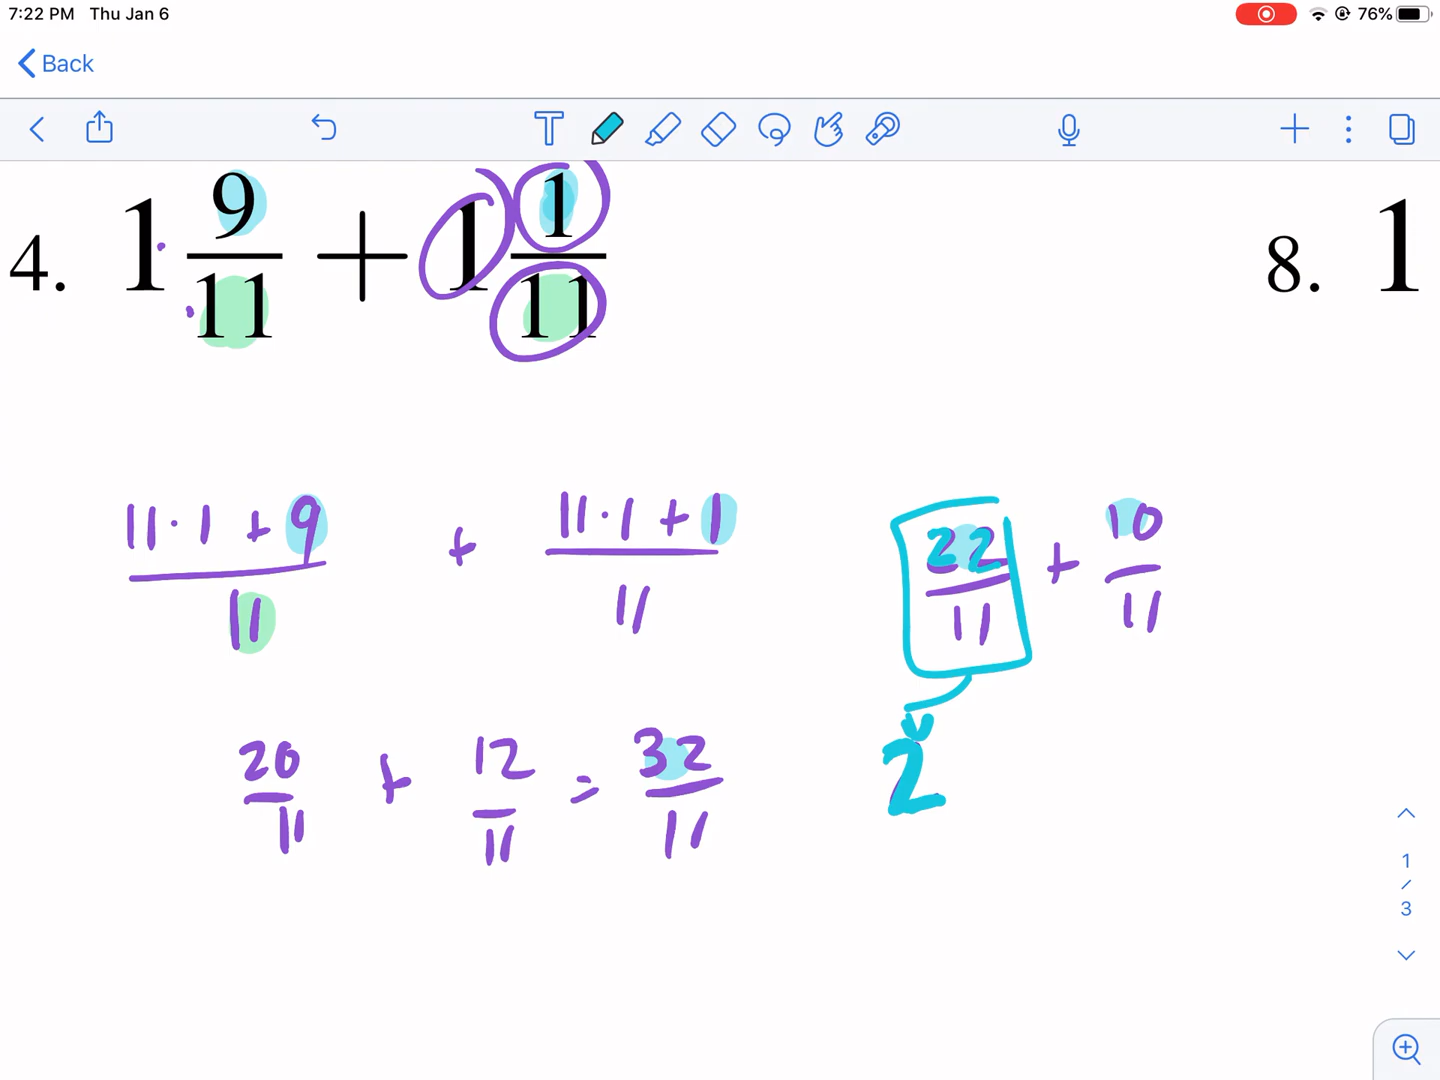 7:22 PM Thu Jan 6 76%
Back
4. 1 9/11 + 1 1/11
8. 1
11·1 + 9 / 11 + 11·1 + 1 / 11
22/11 + 10/11
20/11 + 12/11 = 32/11
2
1
/
3